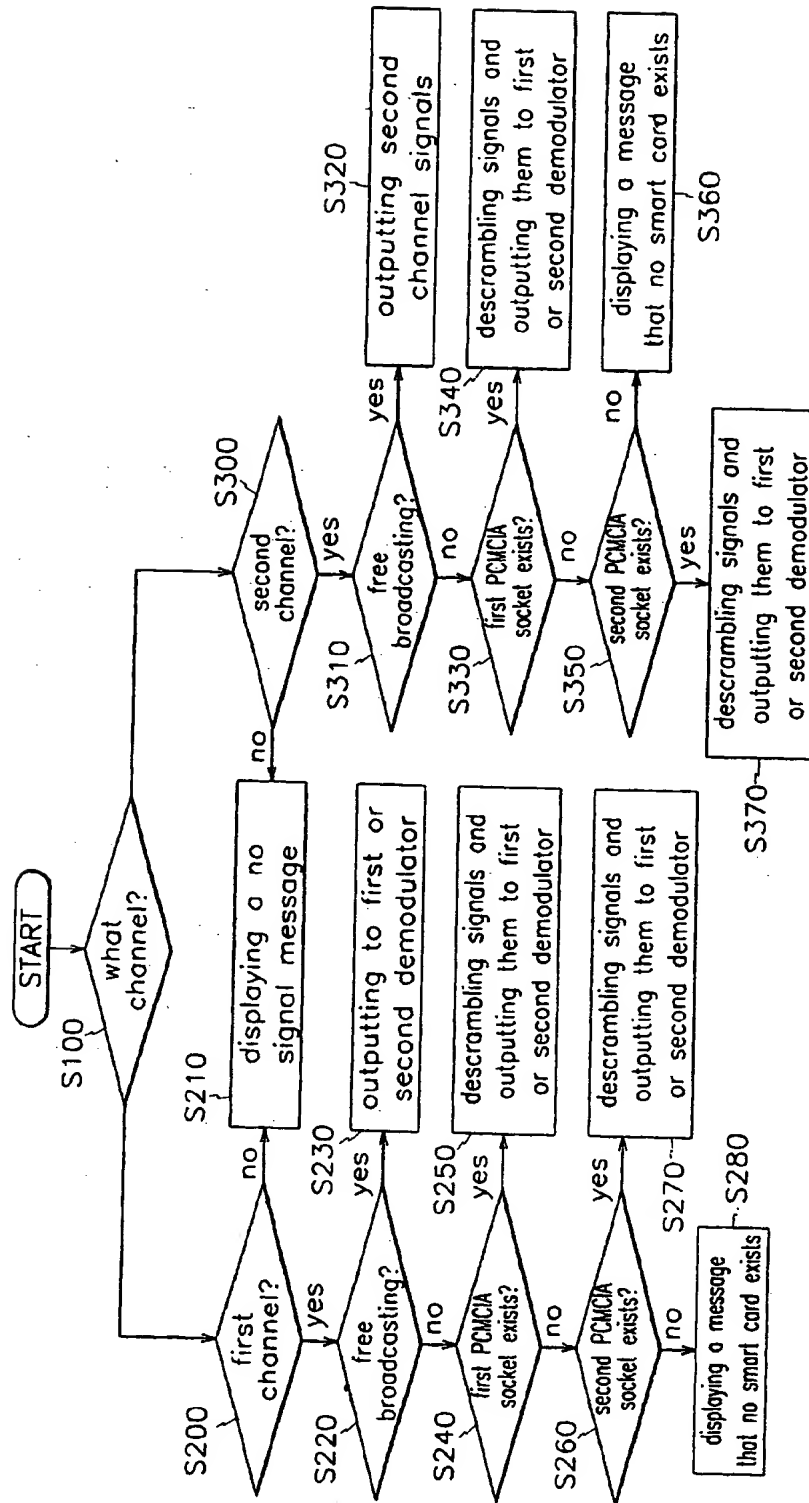 START
what
channel?
S100
first
channel?
S200
no
yes
displaying a no
signal message
S210
second
channel?
S300
no
yes
free
broadcasting?
S220
yes
no
outputting to first or
second demodulator
S230
free
broadcasting?
S310
yes
no
outputting second
channel signals
S320
first PCMCIA
socket exists?
S240
yes
no
descrambling signals and
outputting them to first
or second demodulator
S250
first PCMCIA
socket exists?
S330
yes
no
descrambling signals and
outputting them to first
or second demodulator
S340
second PCMCIA
socket exists?
S260
yes
no
descrambling signals and
outputting them to first
or second demodulator
S270
second PCMCIA
socket exists?
S350
no
yes
displaying a message
that no smart card exists
S360
displaying a message
that no smart card exists
S280
descrambling signals and
outputting them to first
or second demodulator
S370